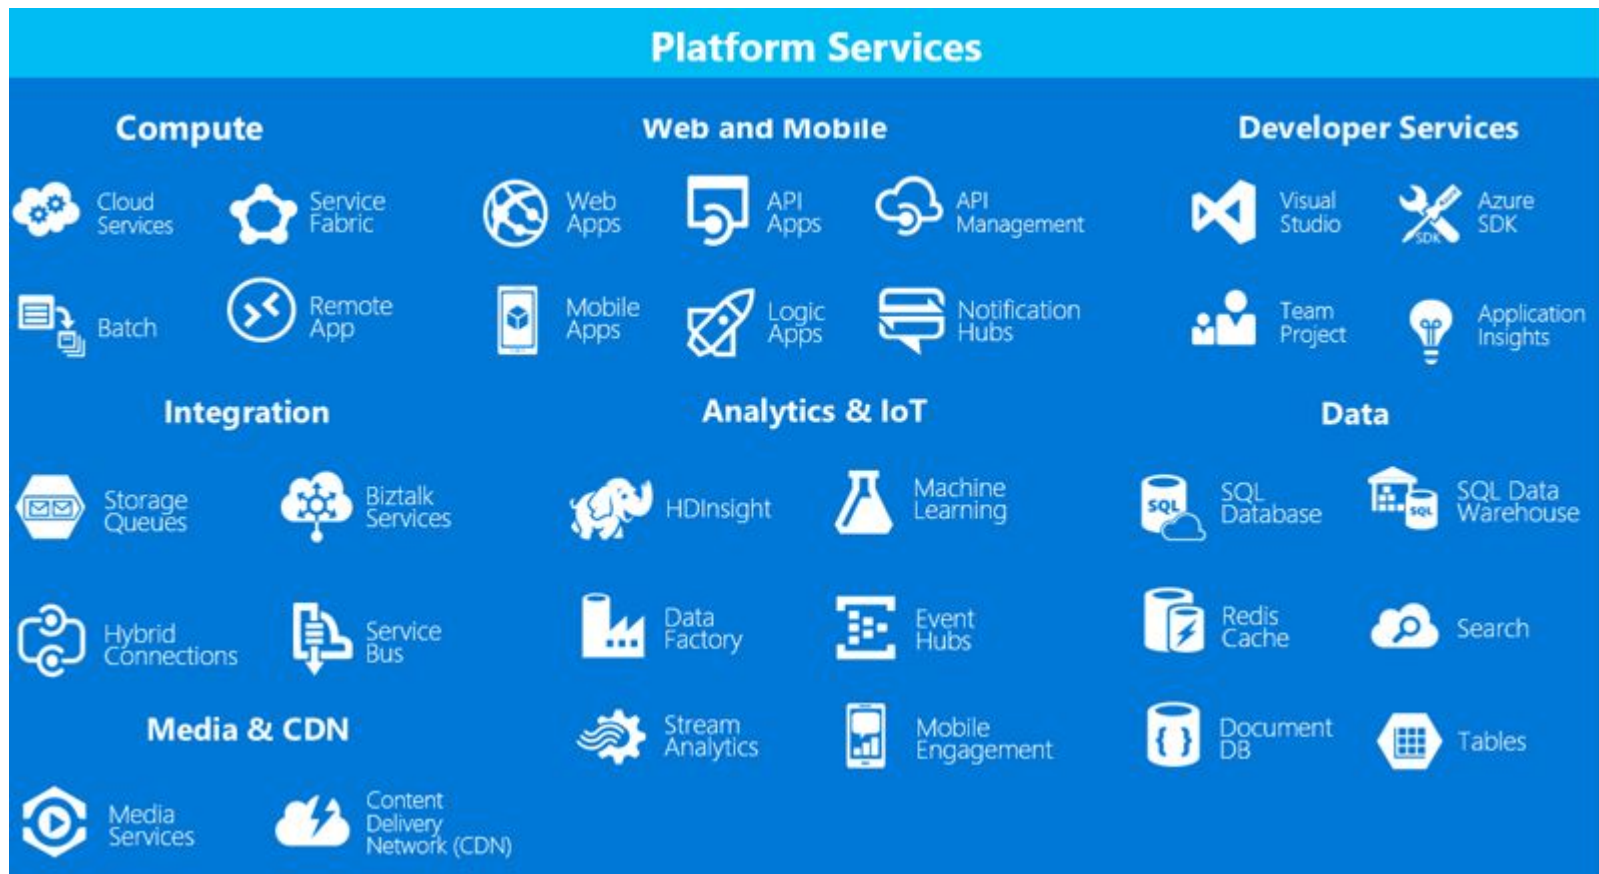 Platform Services
Compute
Web and Mobile
Developer Services
Cloud
Services
Service
Fabric
Web
Apps
API
Apps
API
Management
Visual
Studio
Azure
SDK
SDK
Batch
Remote
App
Mobile
Apps
Logic
Apps
Notification
Hubs
Team
Project
Application
Insights
Integration
Analytics & IoT
Data
Storage
Queues
Biztalk
Services
HDInsight
Machine
Learning
SQL
SQL
Database
SQL
SQL Data
Warehouse
Hybrid
Connections
Service
Bus
Data
Factory
Event
Hubs
Redis
Cache
Search
Media & CDN
Stream
Analytics
Mobile
Engagement
{ }
Document
DB
Tables
Media
Services
Content
Delivery
Network (CDN)